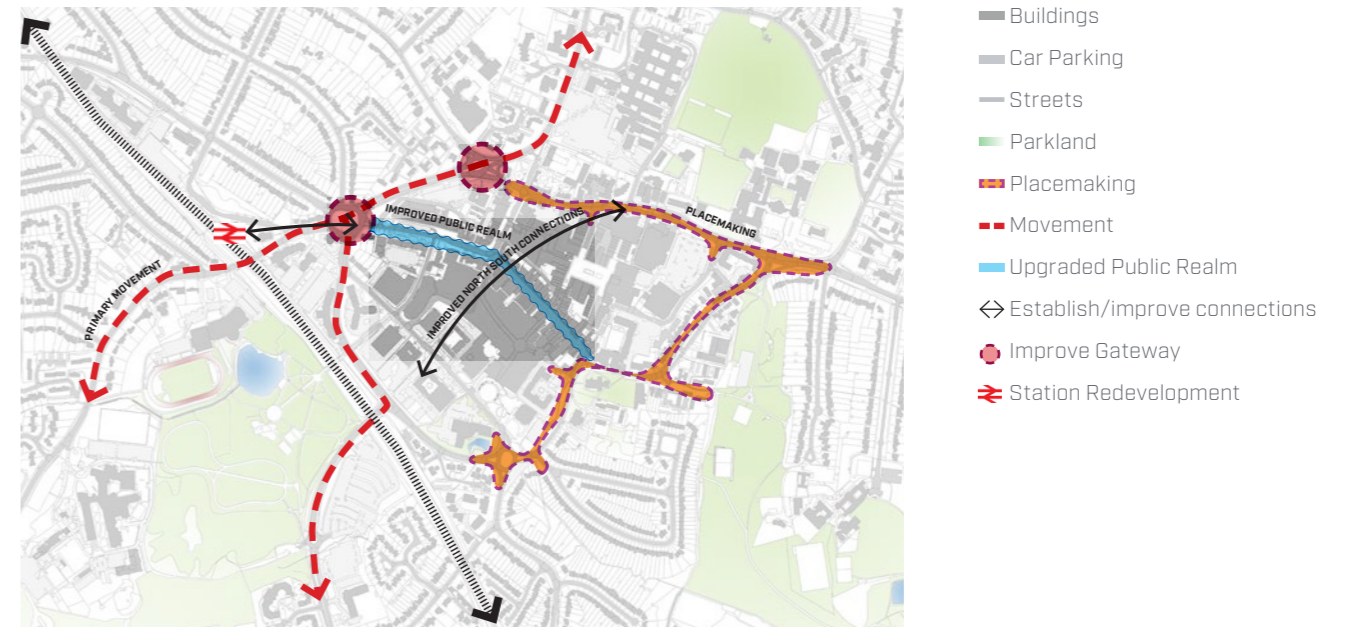 IMPROVED PUBLIC REALM
IMPROVED NORTH SOUTH CONNECTIONS
PLACEMAKING
PRIMARY MOVEMENT
Buildings
Car Parking
Streets
Parkland
Placemaking
Movement
Upgraded Public Realm
Establish/improve connections
Improve Gateway
Station Redevelopment